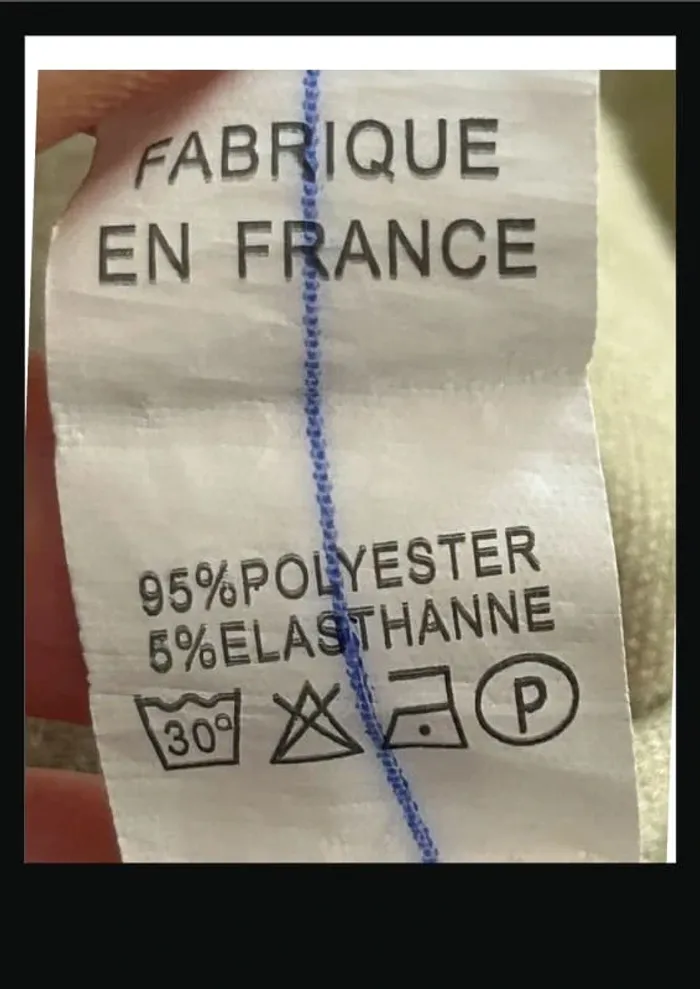 FABRIQUE
EN FRANCE
95%POLYESTER
5%ELASTHANNE
30° P